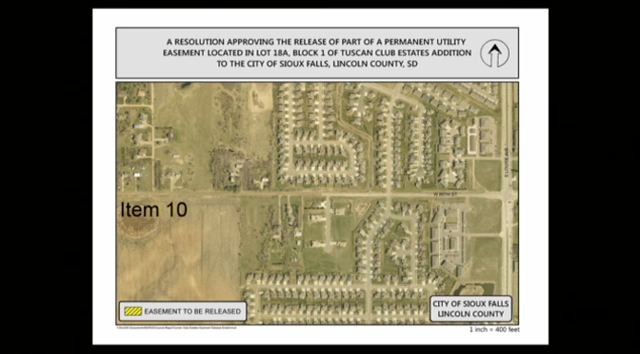 A RESOLUTION APPROVING THE RELEASE OF PART OF A PERMANENT UTILITY
EASEMENT LOCATED IN LOT 18A, BLOCK 1 OF TUSCAN CLUB ESTATES ADDITION
TO THE CITY OF SIOUX FALLS, LINCOLN COUNTY, SD
Item 10
EASEMENT TO BE RELEASED
CITY OF SIOUX FALLS
LINCOLN COUNTY
1 inch = 400 feet